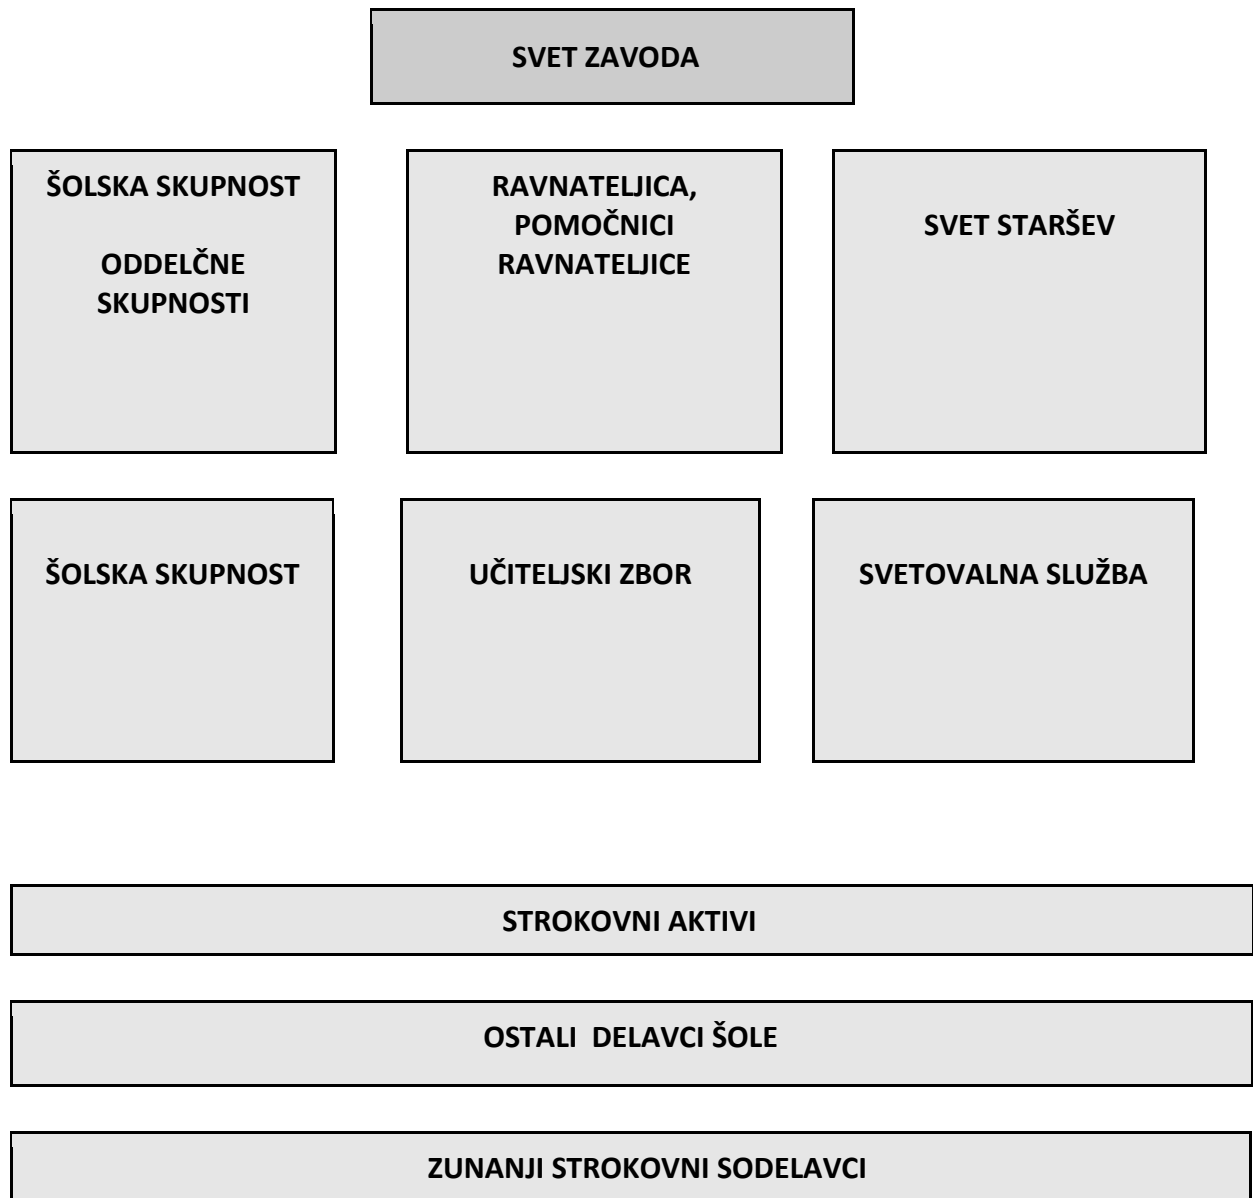 SVET ZAVODA
ŠOLSKA SKUPNOST
ODDELČNE
SKUPNOSTI
RAVNATELJICA,
POMOČNICI
RAVNATELJICE
SVET STARŠEV
ŠOLSKA SKUPNOST
UČITELJSKI ZBOR
SVETOVALNA SLUŽBA
STROKOVNI AKTIVI
OSTALI  DELAVCI ŠOLE
ZUNANJI STROKOVNI SODELAVCI